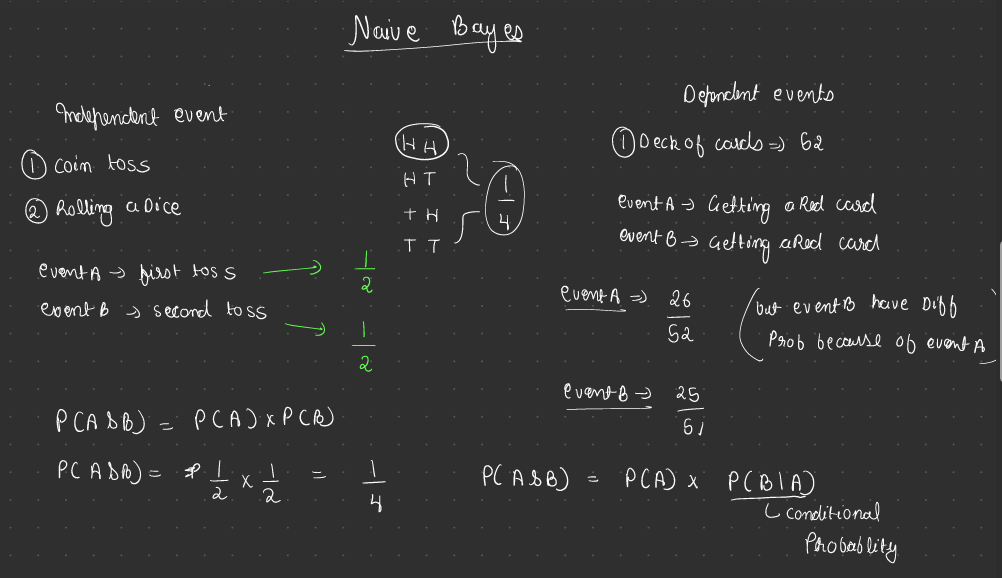 Naive Bayes
Independent event
① Coin toss
② Rolling a Dice
HH
HT
TH
TT
1/4
event A → first toss → 1/2
event B → second toss → 1/2
P(A & B) = P(A) x P(B)
P(A & B) = 1/2 x 1/2 = 1/4
Dependent events
① Deck of cards ⇒ 52
event A → Getting a Red card
event B → Getting a Red card
event A ⇒ 26/52
(but event B have Diff
Prob because of event A)
event B → 25/51
P(A & B) = P(A) x P(B|A)
conditional
Probablity